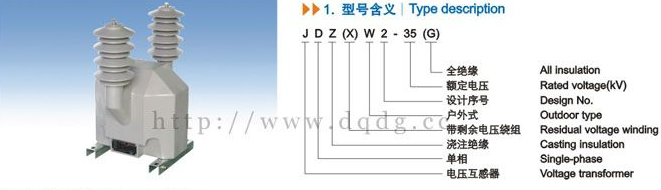 1. 型号含义 | Type description
J D Z (X) W 2 - 35 (G)
全绝缘 All insulation
额定电压 Rated voltage(kV)
设计序号 Design No.
户外式 Outdoor type
带剩余电压绕组 Residual voltage winding
浇注绝缘 Casting insulation
单相 Single-phase
电压互感器 Voltage transformer
http://www.dqdg.cc